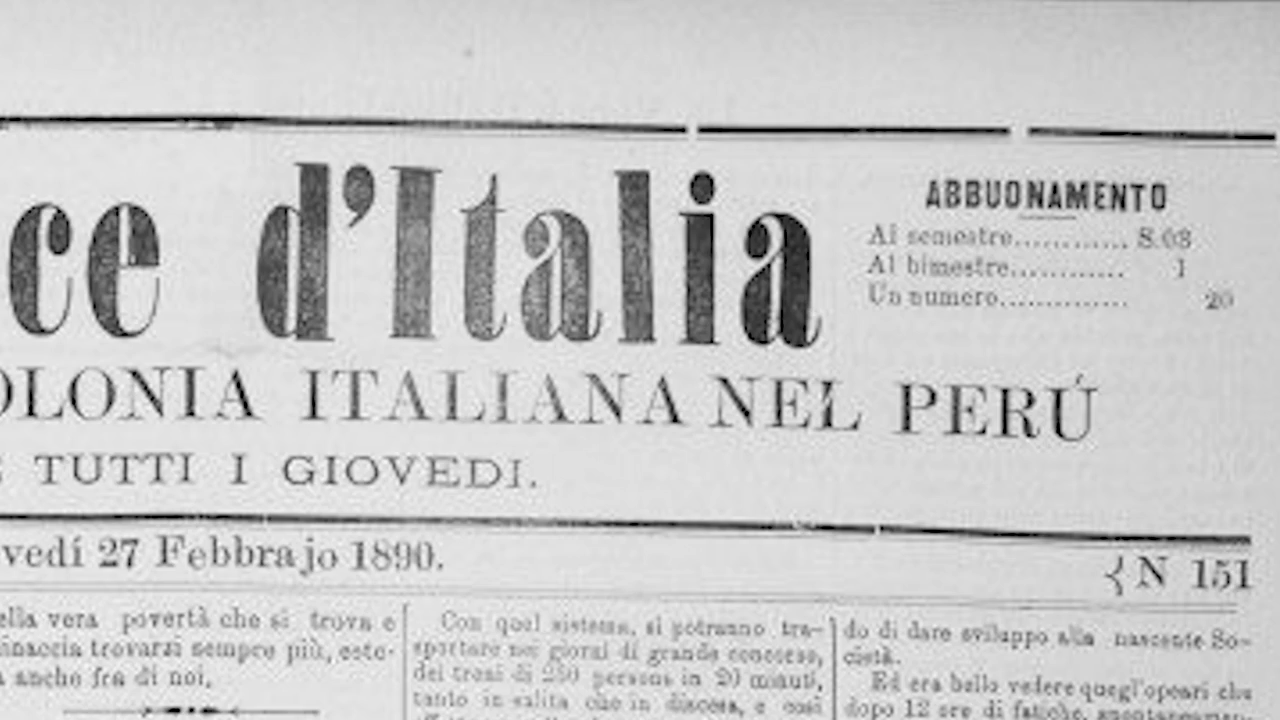 ce d'Italia
ABBUONAMENTO
Al semestre............ S.03
Al bimestre............ 1
Un numero.............. 20
OLONIA ITALIANA NEL PERÚ
TUTTI I GIOVEDI.
vedí 27 Febbrajo 1890.
{ N 151
ella vera povertà che si trova e
inaccia trovarsi sempre più, este-
a anche fra di noi.
Con quel sistema, si potranno tra-
sportare nei giorni di grande concorso,
dei treni di 250 persone in 20 minuti,
tanto in salita che in discesa, e così
do di dare sviluppo alla nascente So-
cietà.
Ed era bello vedere quegl'operai che
dopo 12 ore di fatiche, spontaneamen-